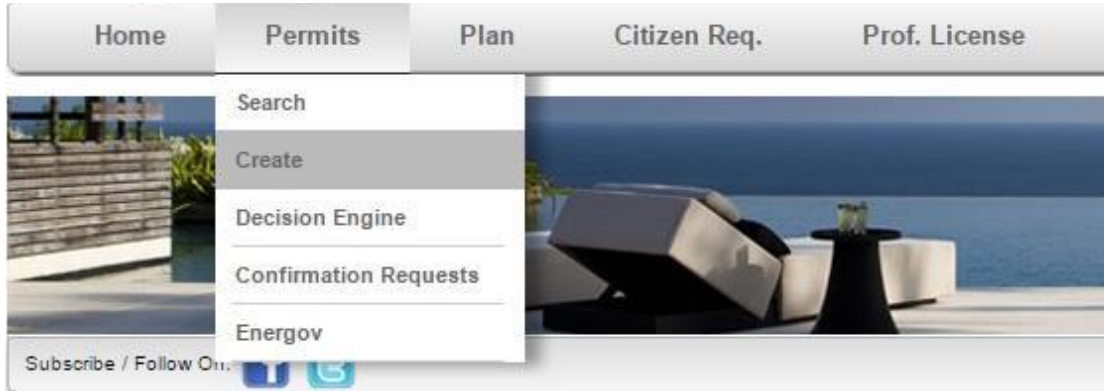 Home Permits Plan Citizen Req. Prof. License
Search
Create
Decision Engine
Confirmation Requests
Energov
Subscribe / Follow On: